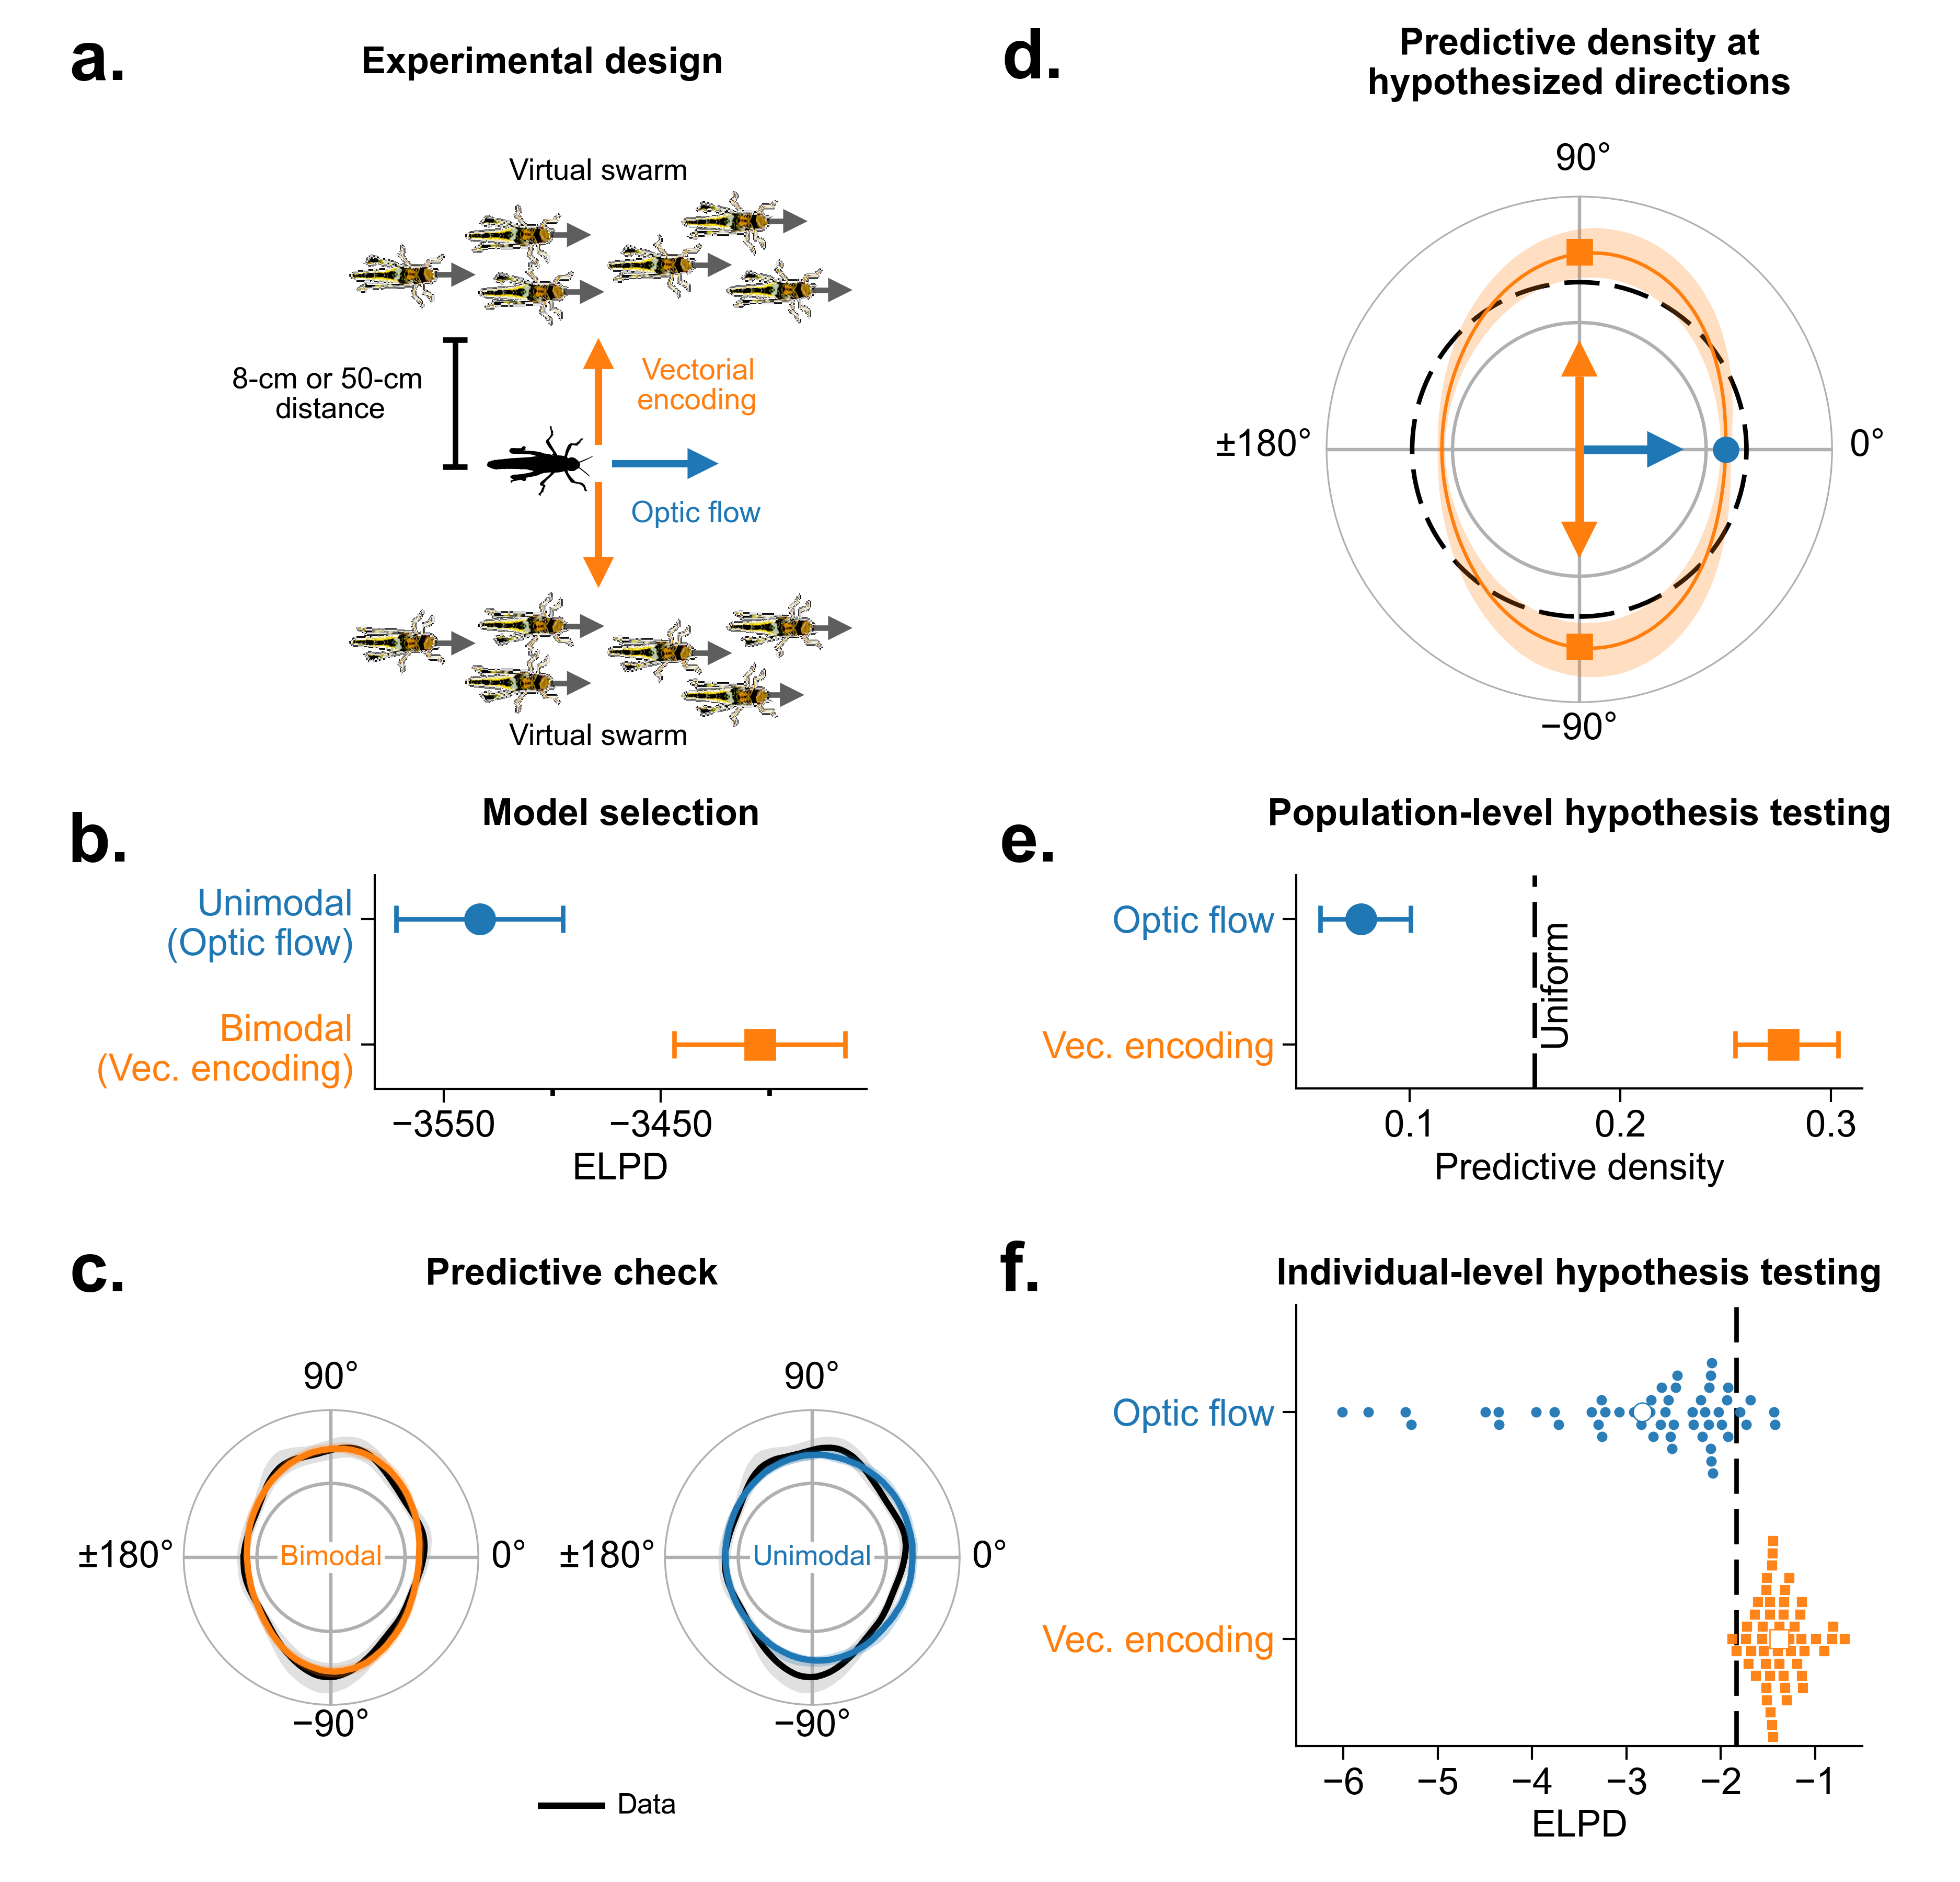 a.
Experimental design
Virtual swarm
8-cm or 50-cm
distance
Vectorial
encoding
Optic flow
Virtual swarm
b.
Model selection
Unimodal
(Optic flow)
Bimodal
(Vec. encoding)
−3550
−3450
ELPD
c.
Predictive check
90°
±180°
Bimodal
0°
−90°
90°
±180°
Unimodal
0°
−90°
Data
d.
Predictive density at
hypothesized directions
90°
±180°
0°
−90°
e.
Population-level hypothesis testing
Optic flow
Uniform
Vec. encoding
0.1
0.2
0.3
Predictive density
f.
Individual-level hypothesis testing
Optic flow
Vec. encoding
−6
−5
−4
−3
−2
−1
ELPD